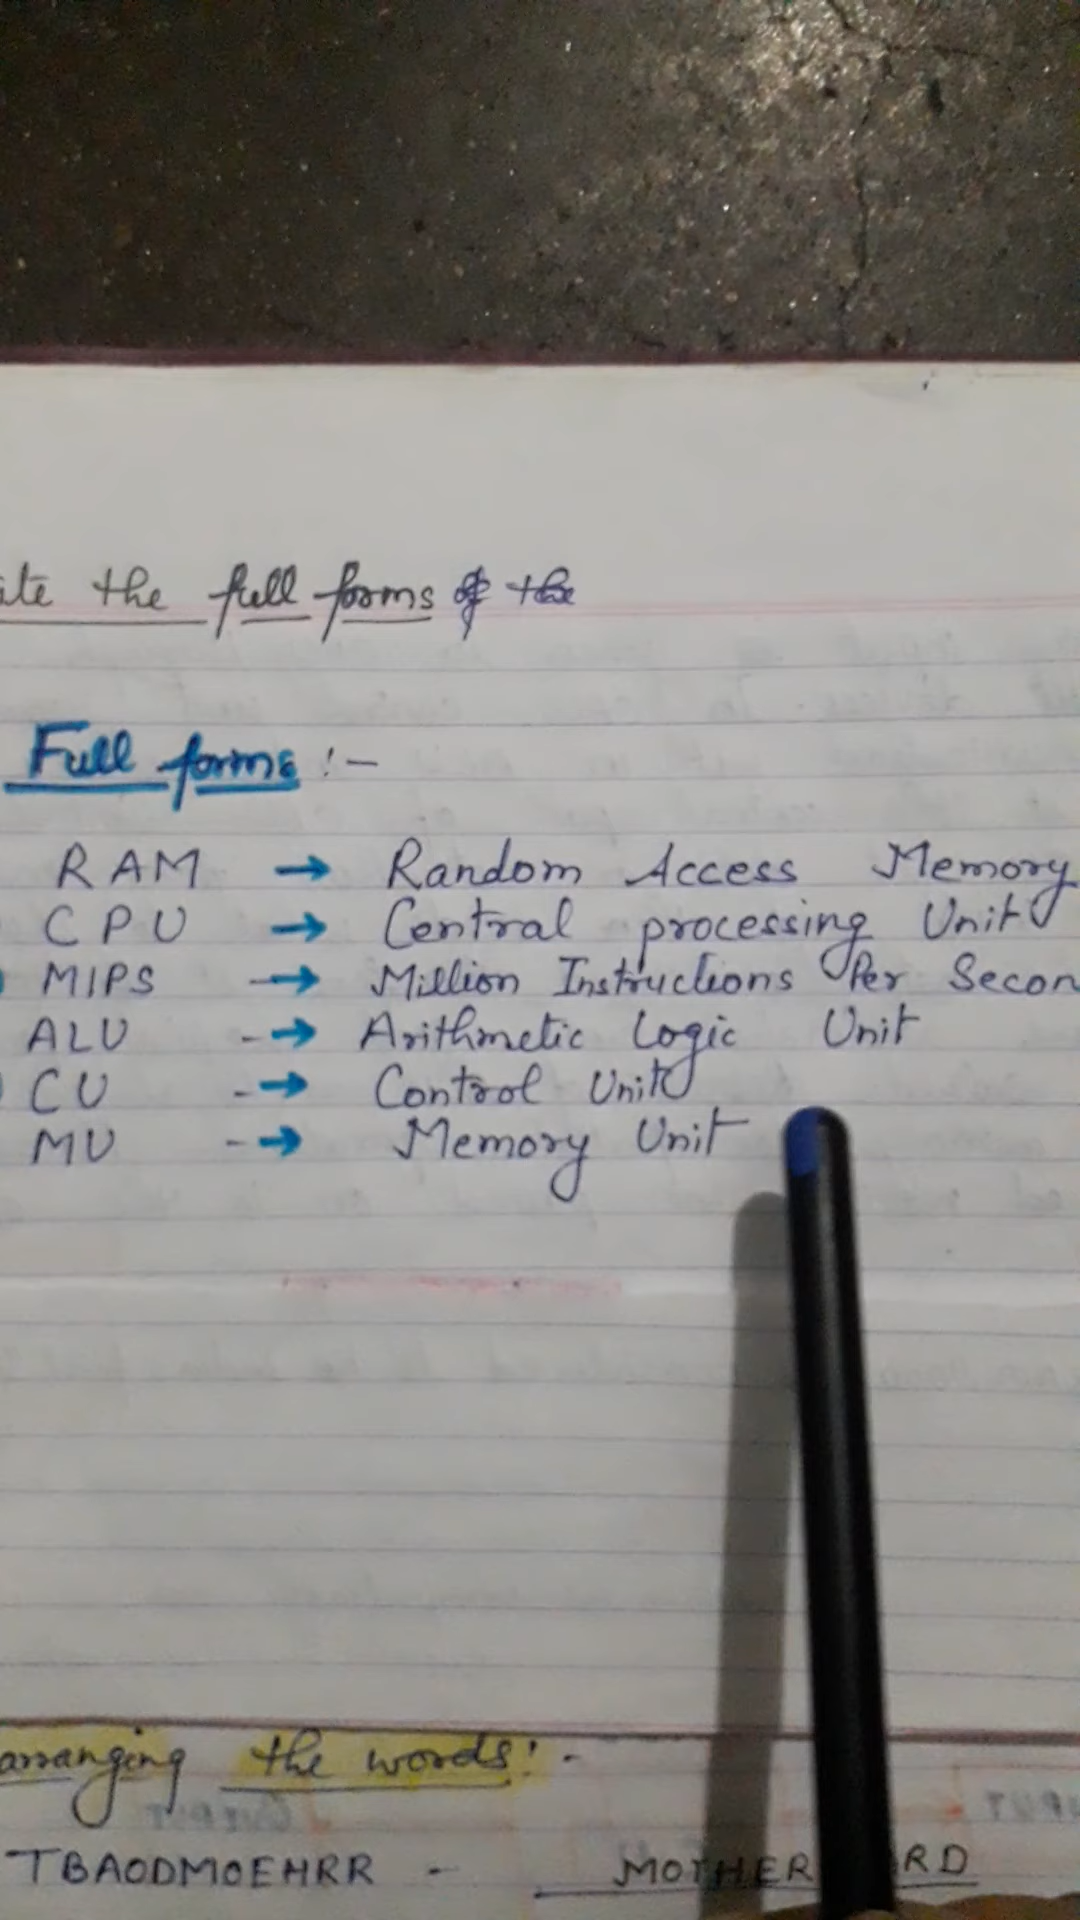 the full forms of the
Full forms :-
RAM → Random Access Memory
CPU → Central processing Unit
MIPS → Million Instructions Per Secon
ALU - → Arithmetic Logic Unit
CU - → Control Unit
MU - → Memory Unit
arranging the words :-
TBAODMOEHRR - MOTHER RD